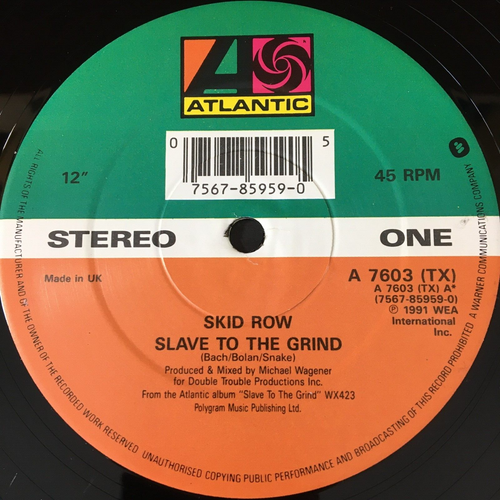 ATLANTIC
0 5
7567-85959-0
12"
45 RPM
STEREO
ONE
Made in UK
A 7603 (TX)
A 7603 (TX) A*
(7567-85959-0)
℗ 1991 WEA
International
Inc.
SKID ROW
SLAVE TO THE GRIND
(Bach/Bolan/Snake)
Produced & Mixed by Michael Wagener
for Double Trouble Productions Inc.
From the Atlantic album "Slave To The Grind" WX423
Polygram Music Publishing Ltd.
ALL RIGHTS OF THE MANUFACTURER AND OF THE OWNER OF THE RECORDED WORK RESERVED UNAUTHORISED COPYING PUBLIC PERFORMANCE AND BROADCASTING OF THIS RECORD PROHIBITED A WARNER COMMUNICATIONS COMPANY